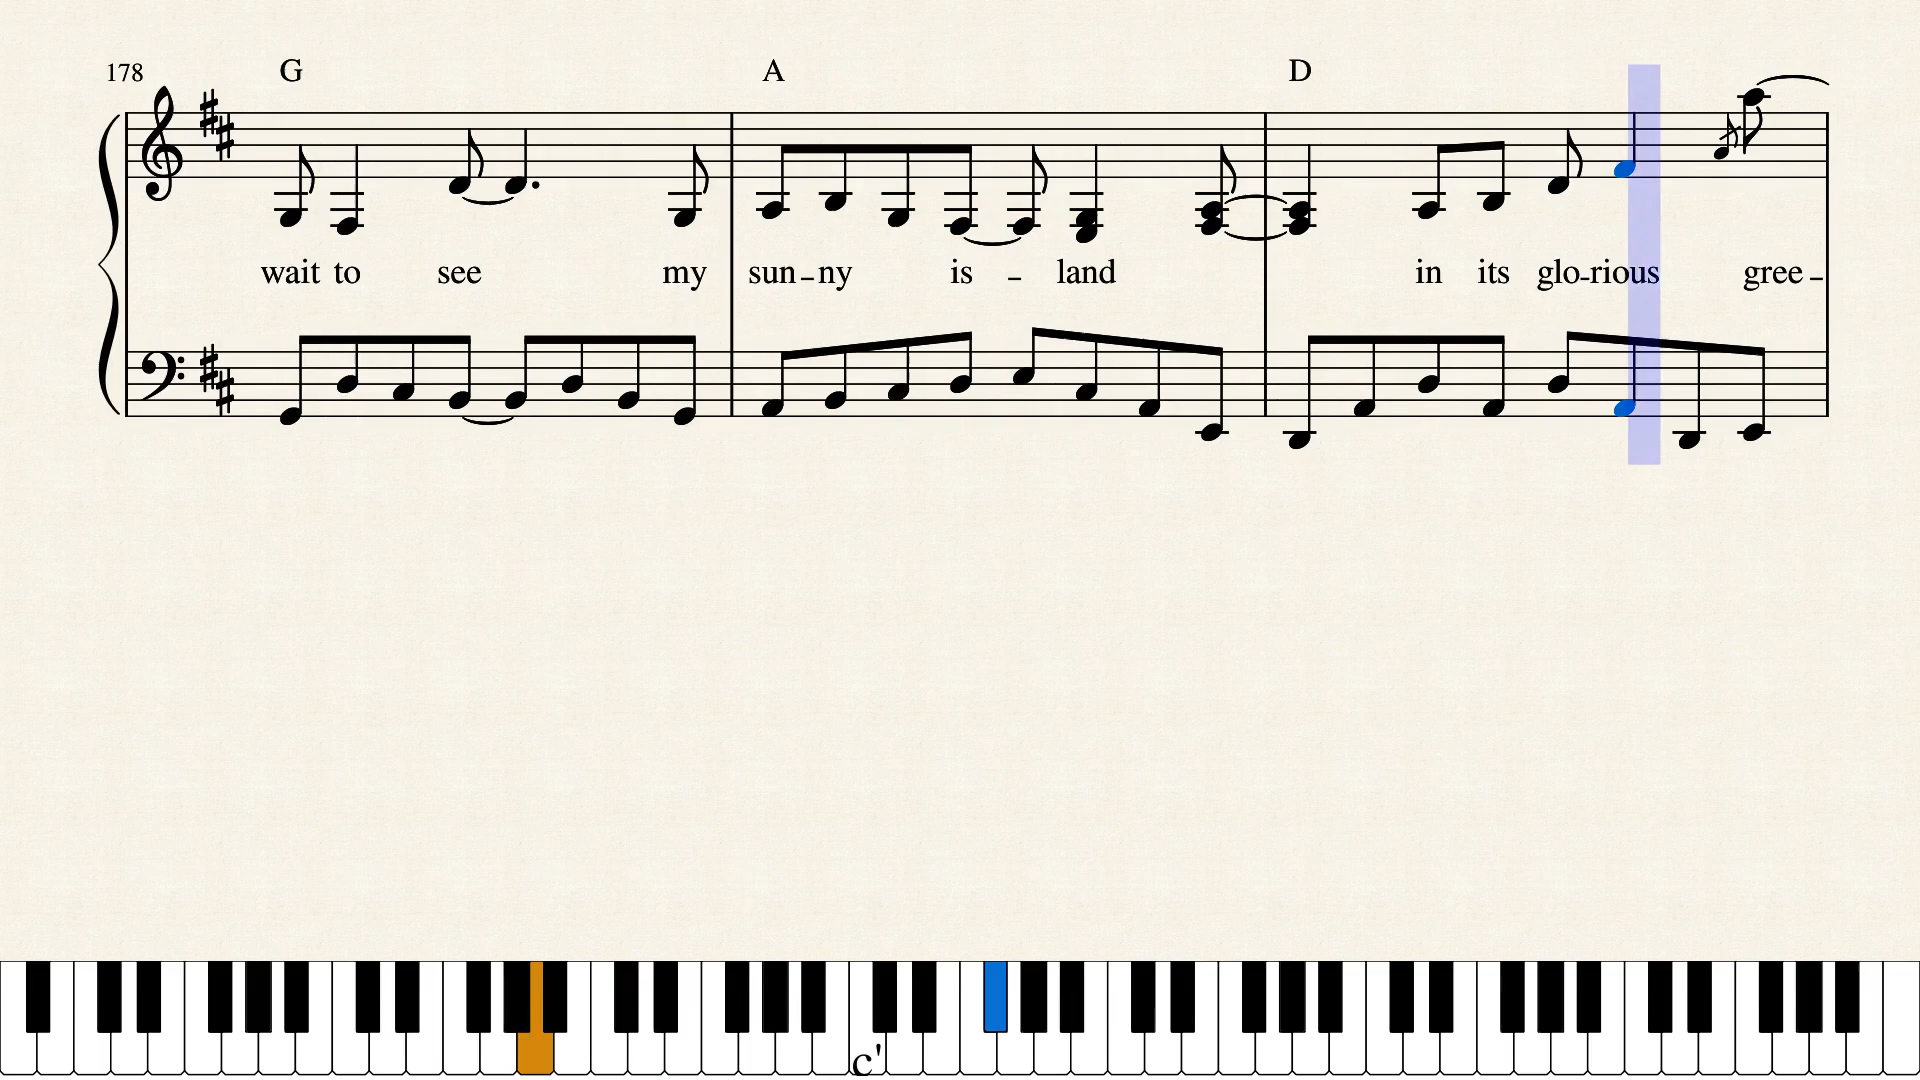 178 G A D
wait to see my sun-ny is - land in its glo-rious gree-
c'